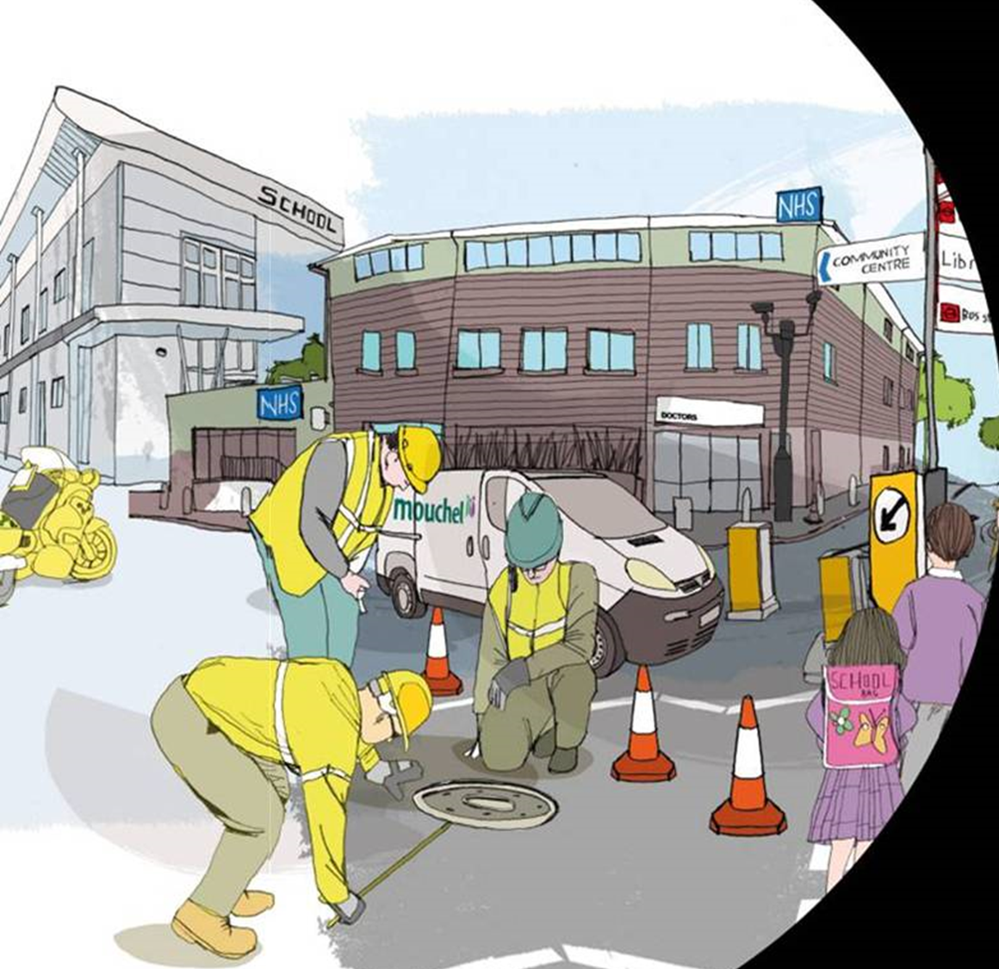 SCHOOL
NHS
COMMUNITY
CENTRE
NHS
DOCTORS
mouchel
SCHOOL
BAG